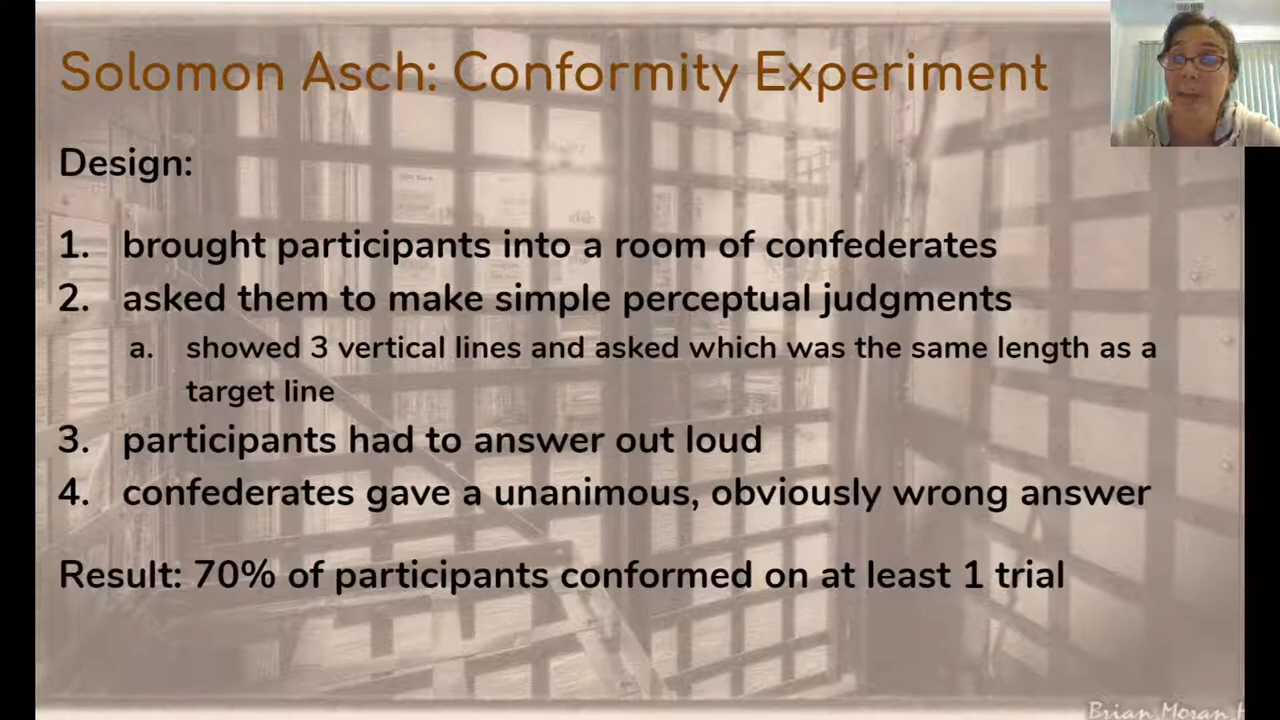 Solomon Asch: Conformity Experiment
Design:
1. brought participants into a room of confederates
2. asked them to make simple perceptual judgments
a. showed 3 vertical lines and asked which was the same length as a
target line
3. participants had to answer out loud
4. confederates gave a unanimous, obviously wrong answer
Result: 70% of participants conformed on at least 1 trial
Brian Moran